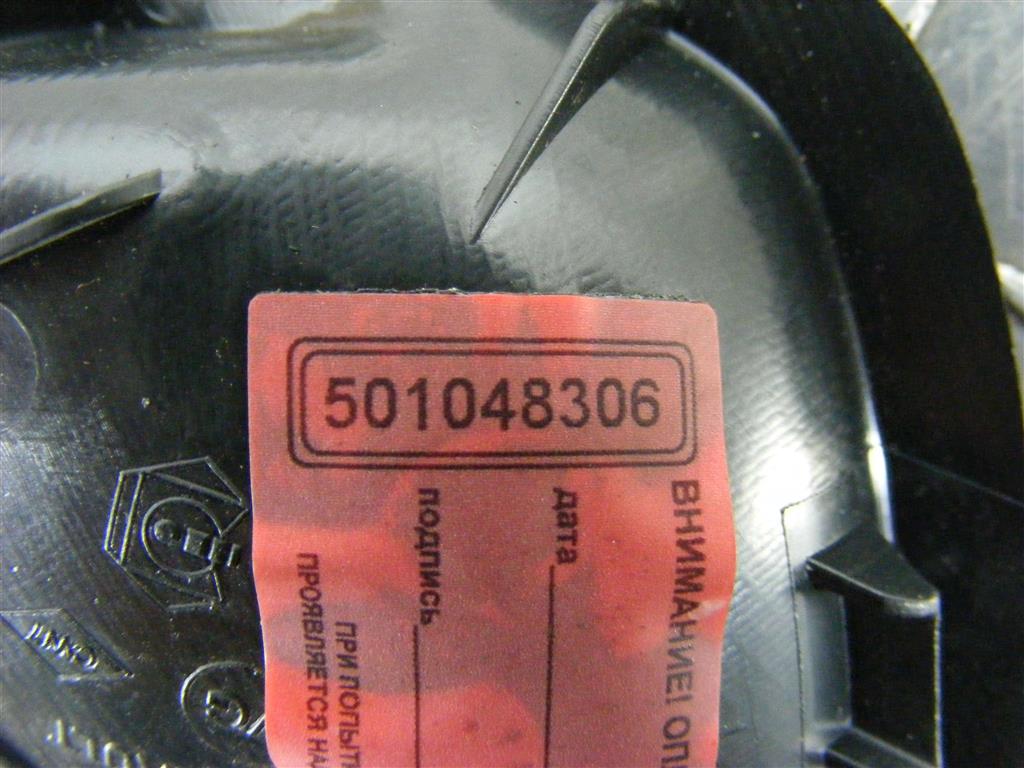 501048306
ВНИМАНИЕ! ОП
дата
подпись
ПРИ ПОПЫТ
ПРОЯВЛЯЕТСЯ НА